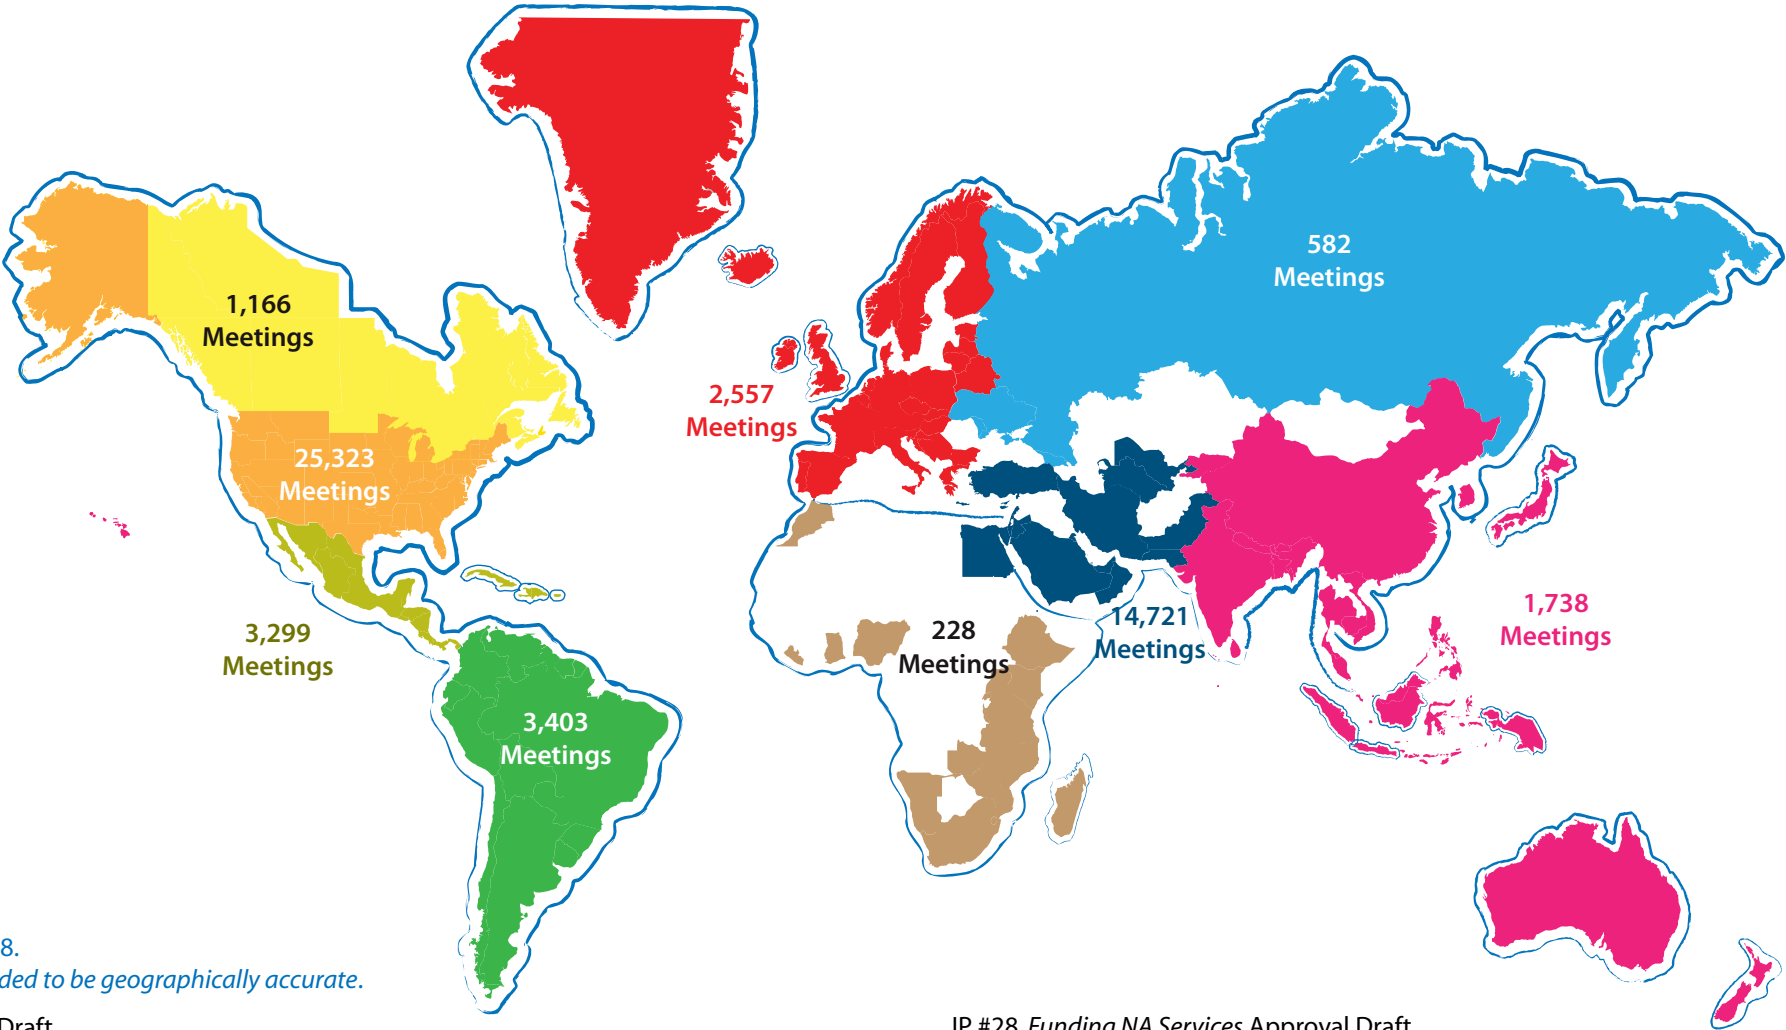 582
Meetings
1,166
Meetings
2,557
Meetings
25,323
Meetings
14,721
Meetings
1,738
Meetings
228
Meetings
3,299
Meetings
3,403
Meetings
8.
ded to be geographically accurate.
Draft
IP #28 Funding NA Services Approval Draft